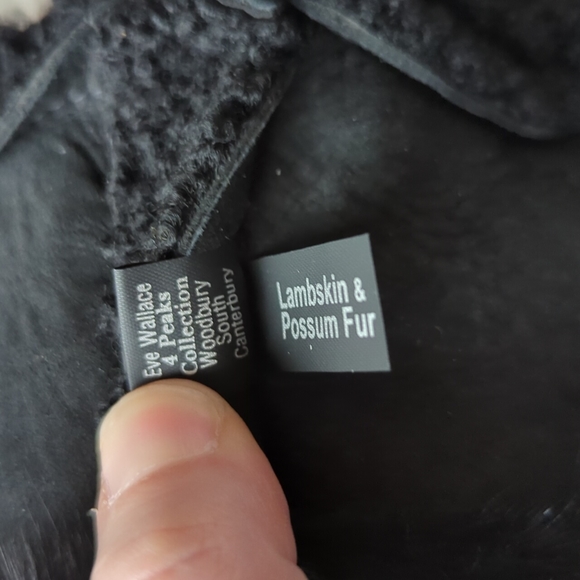 Eve Wallace
4 Peaks
Collection
Woodbury
South
Canterbury
Lambskin &
Possum Fur